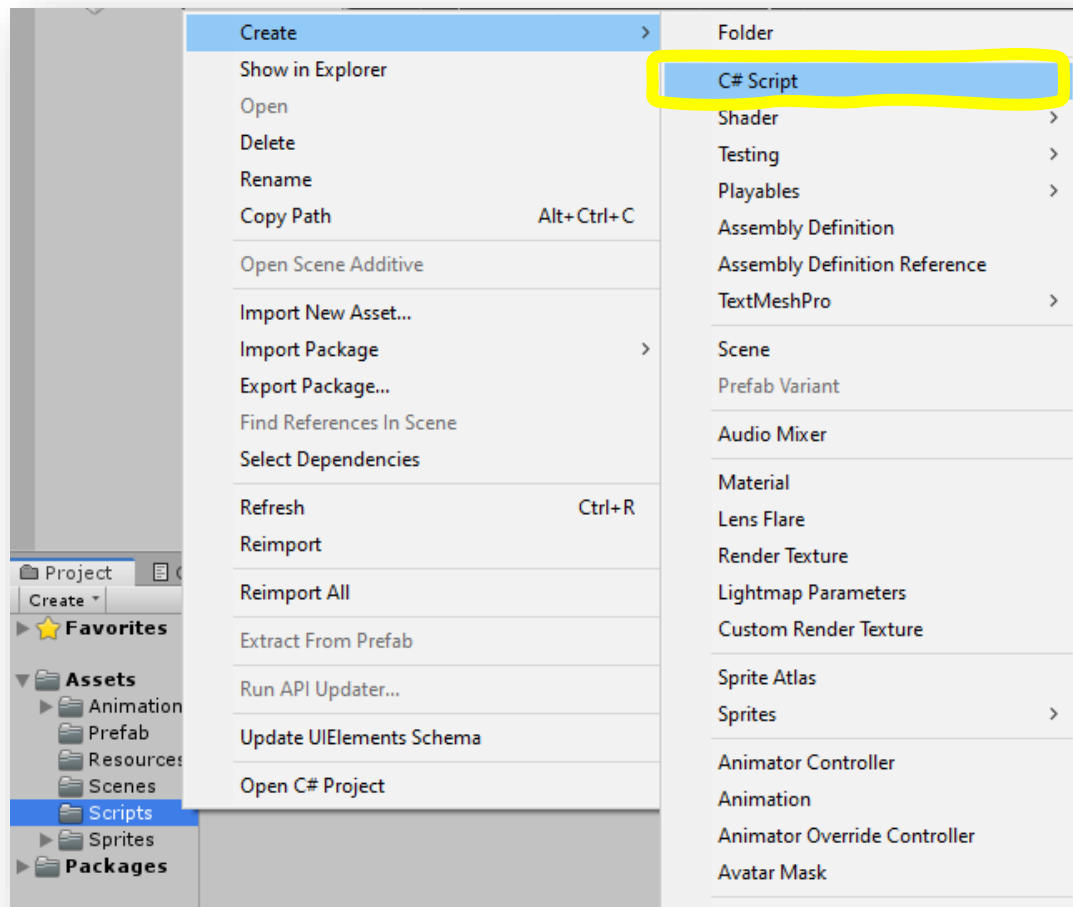 Create
Show in Explorer
Open
Delete
Rename
Copy Path Alt+Ctrl+C
Open Scene Additive
Import New Asset...
Import Package
Export Package...
Find References In Scene
Select Dependencies
Refresh Ctrl+R
Reimport
Reimport All
Extract From Prefab
Run API Updater...
Update UIElements Schema
Open C# Project
Folder
C# Script
Shader
Testing
Playables
Assembly Definition
Assembly Definition Reference
TextMeshPro
Scene
Prefab Variant
Audio Mixer
Material
Lens Flare
Render Texture
Lightmap Parameters
Custom Render Texture
Sprite Atlas
Sprites
Animator Controller
Animation
Animator Override Controller
Avatar Mask
Project
Create
Favorites
Assets
Animation
Prefab
Resources
Scenes
Scripts
Sprites
Packages